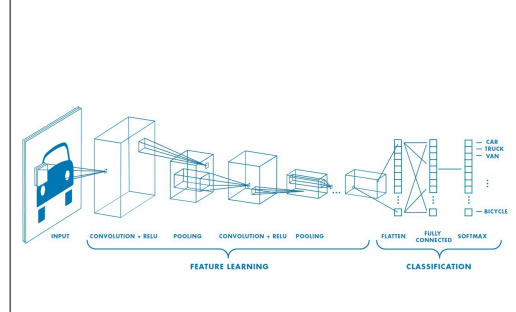 CAR
TRUCK
VAN
BICYCLE
INPUT
CONVOLUTION + RELU
POOLING
CONVOLUTION + RELU
POOLING
FLATTEN
FULLY
CONNECTED
SOFTMAX
FEATURE LEARNING
CLASSIFICATION